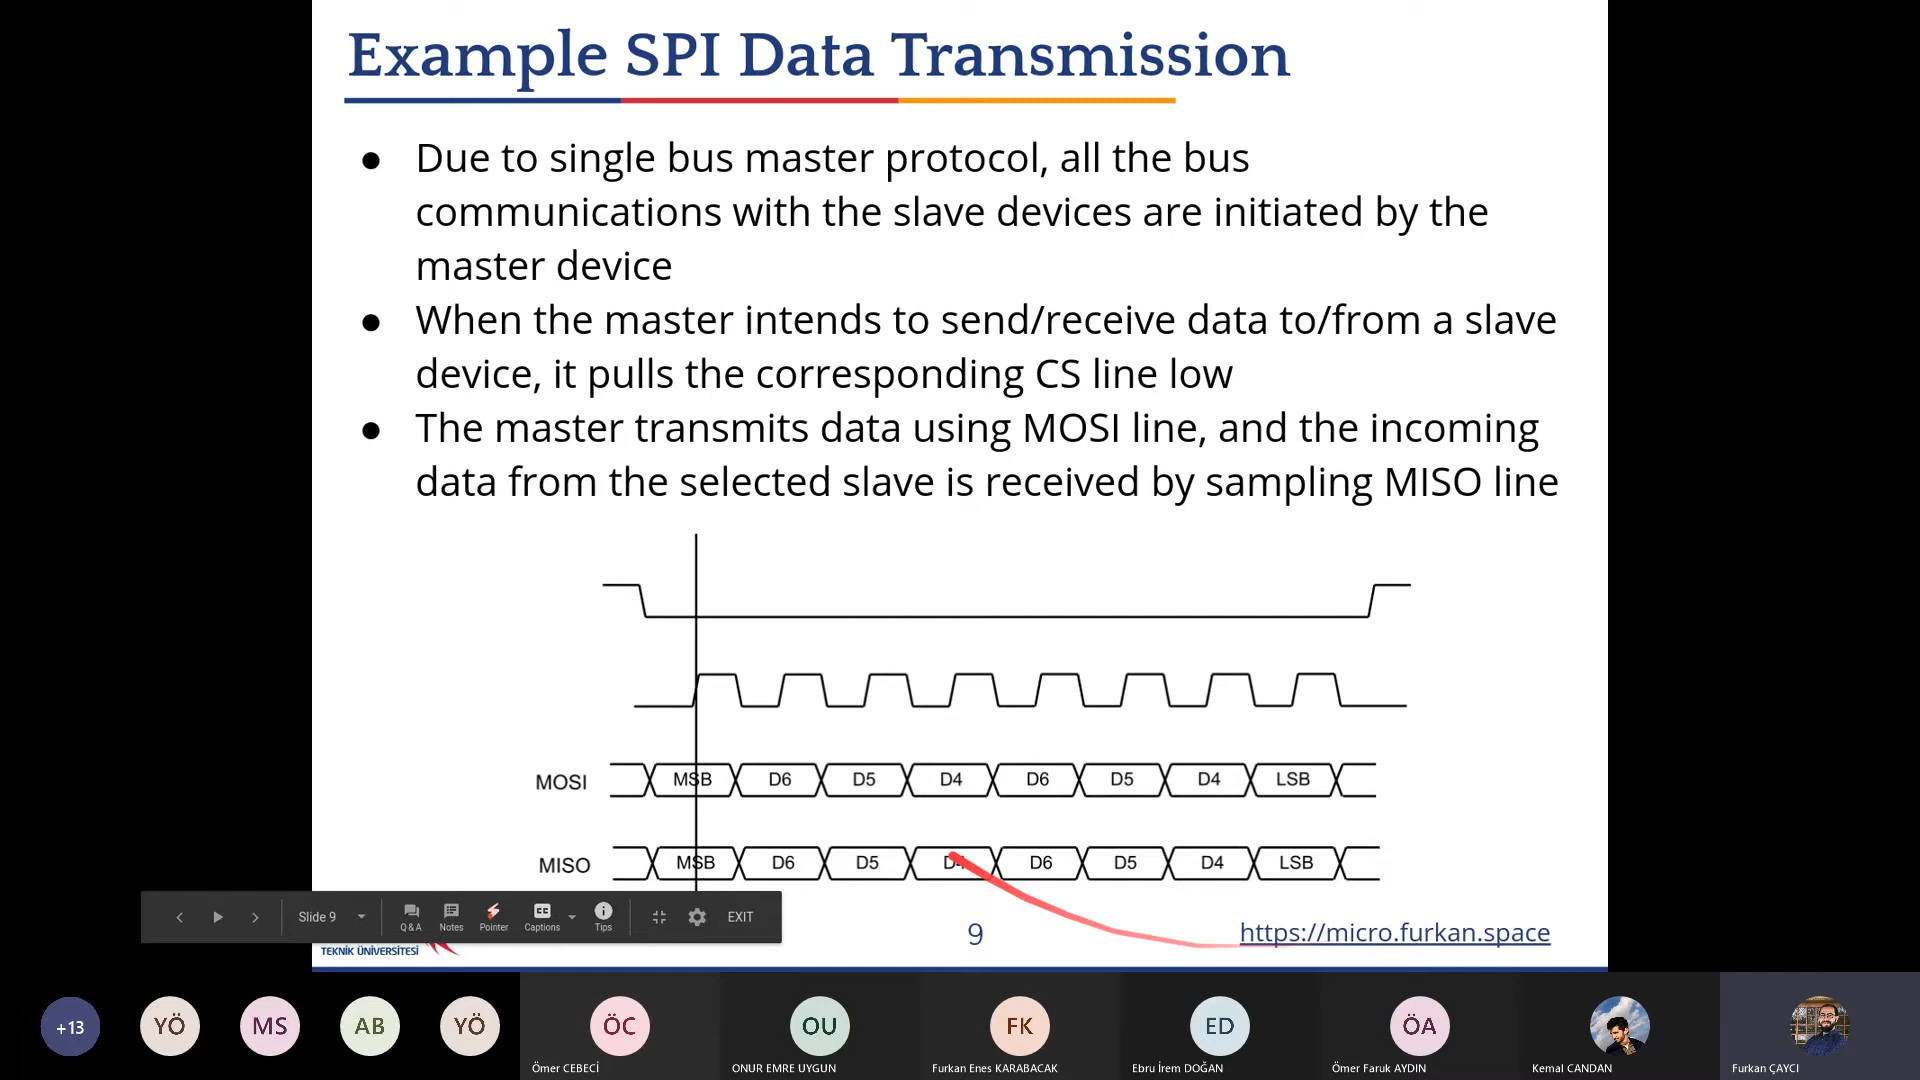 Example SPI Data Transmission
● Due to single bus master protocol, all the bus
communications with the slave devices are initiated by the
master device
● When the master intends to send/receive data to/from a slave
device, it pulls the corresponding CS line low
● The master transmits data using MOSI line, and the incoming
data from the selected slave is received by sampling MISO line
MOSI MSB D6 D5 D4 D6 D5 D4 LSB
MISO MSB D6 D5 D4 D6 D5 D4 LSB
Slide 9 Q&A Notes Pointer CC Captions Tips EXIT
TEKNİK ÜNİVERSİTESİ
9
https://micro.furkan.space
+13 YÖ MS AB YÖ ÖC OU FK ED ÖA
Ömer CEBECİ ONUR EMRE UYGUN Furkan Enes KARABACAK Ebru İrem DOĞAN Ömer Faruk AYDIN Kemal CANDAN Furkan ÇAYCI